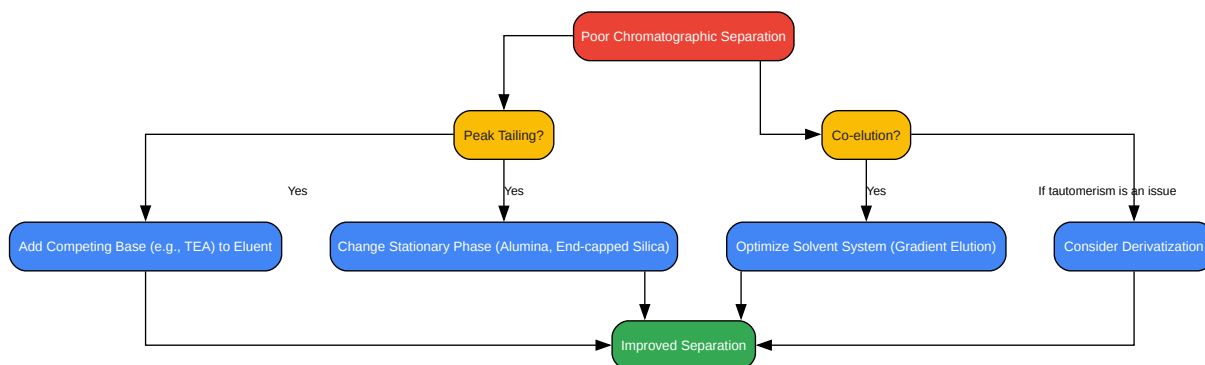 Poor Chromatographic Separation
Peak Tailing?
Co-elution?
Yes
Yes
Yes
If tautomerism is an issue
Add Competing Base (e.g., TEA) to Eluent
Change Stationary Phase (Alumina, End-capped Silica)
Optimize Solvent System (Gradient Elution)
Consider Derivatization
Improved Separation